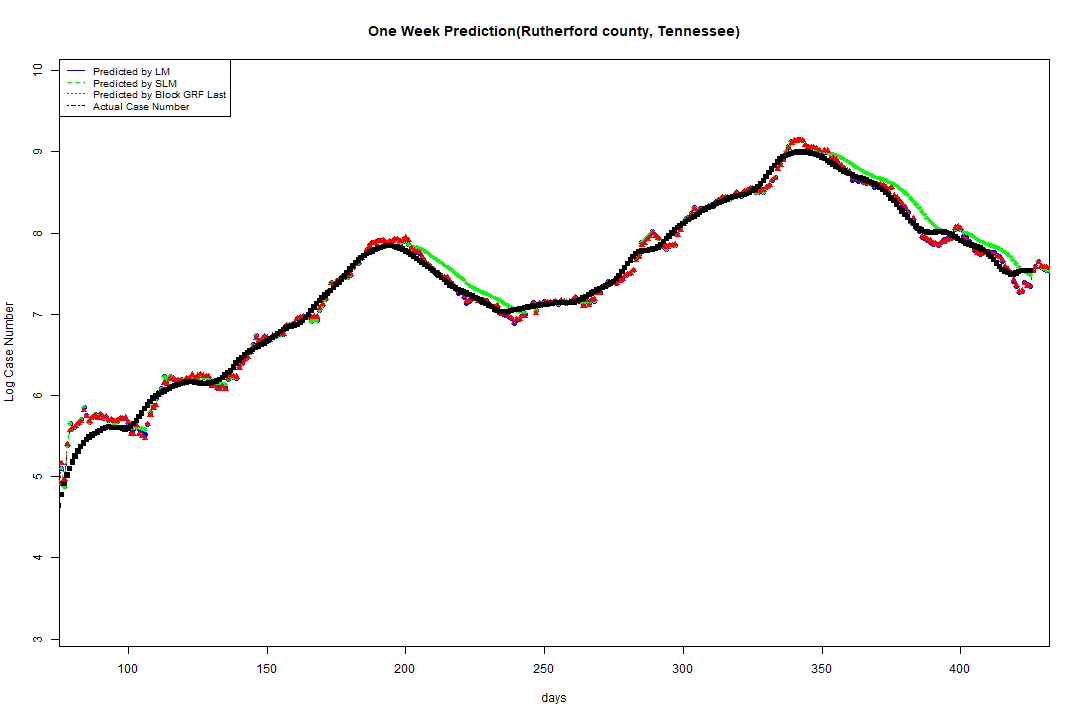 One Week Prediction(Rutherford county, Tennessee)
Predicted by LM
Predicted by SLM
Predicted by Block GRF Last
Actual Case Number
Log Case Number
10
9
8
7
6
5
4
3
100 150 200 250 300 350 400
days